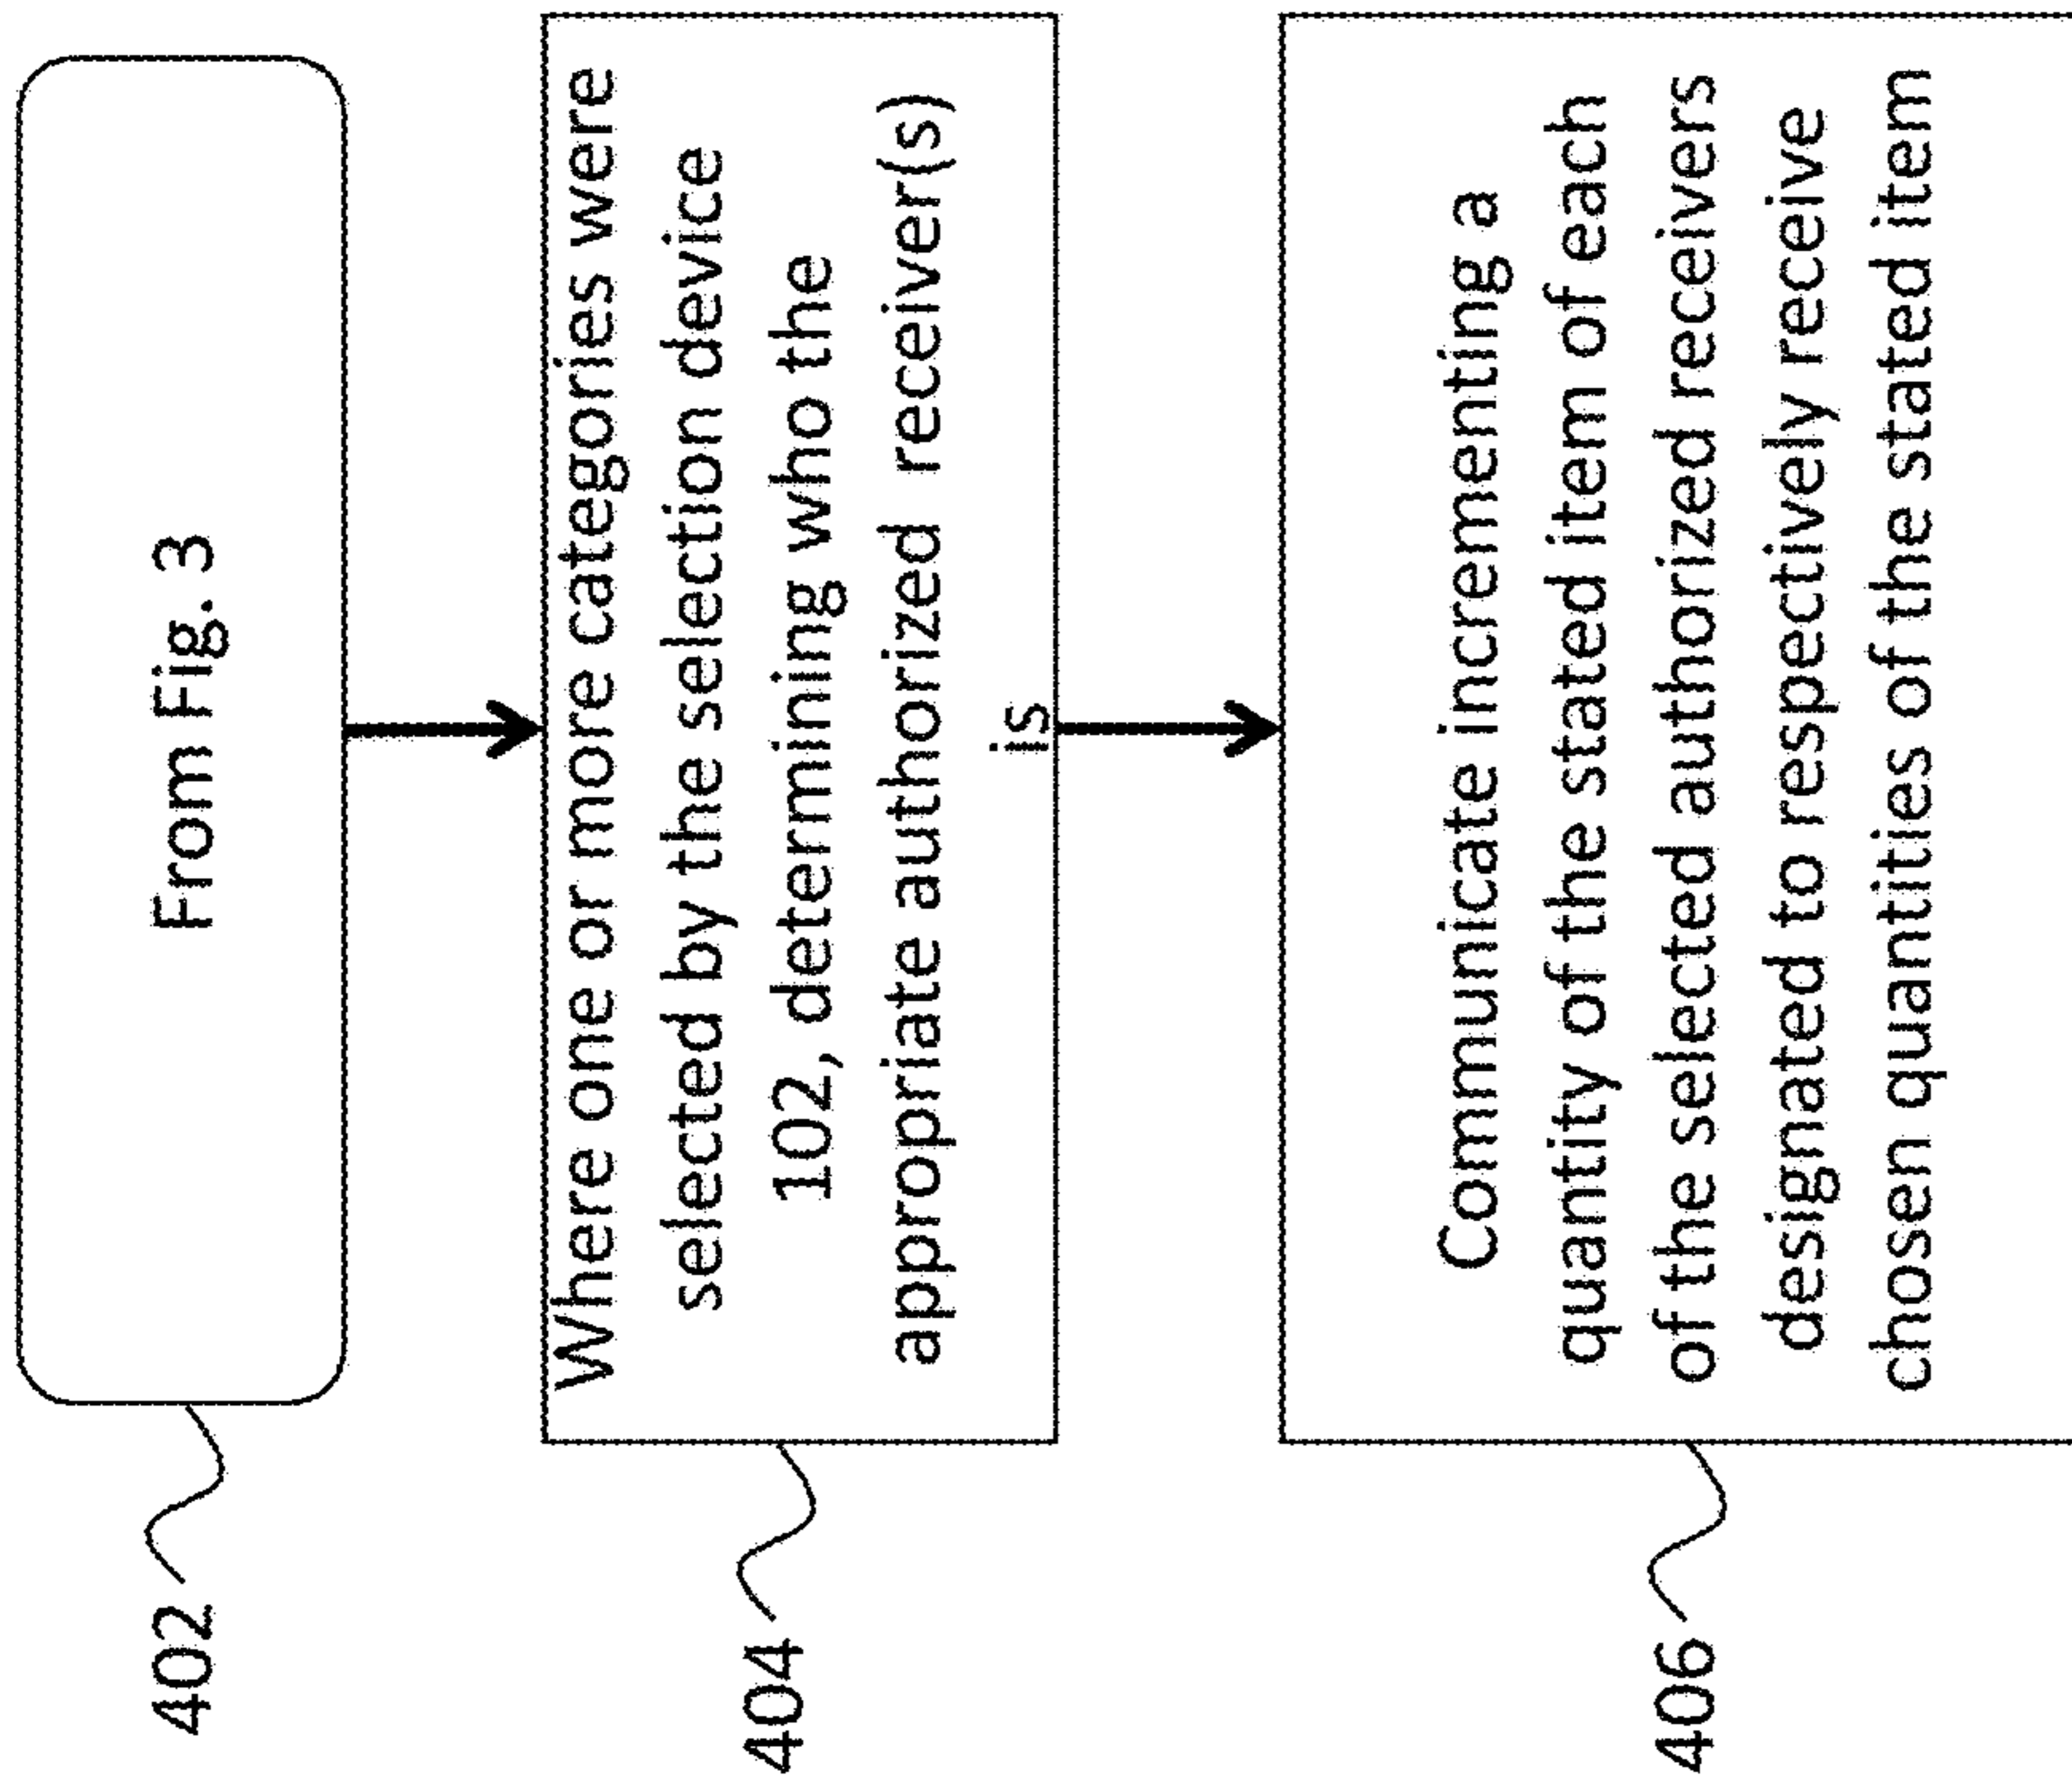 402
From Fig. 3
404
Where one or more categories were
selected by the selection device
102, determining who the
appropriate authorized receiver(s)
is
406
Communicate incrementing a
quantity of the stated item of each
of the selected authorized receivers
designated to respectively receive
chosen quantities of the stated item